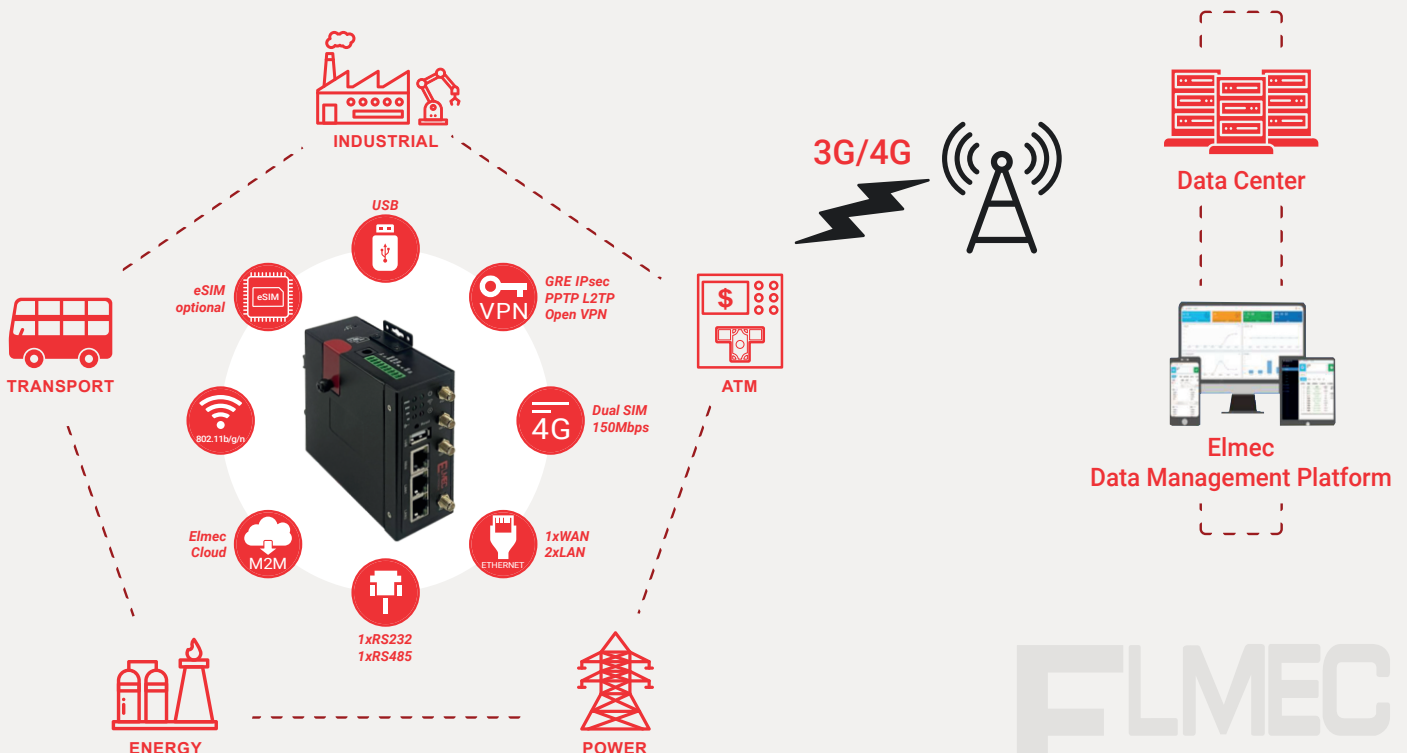 INDUSTRIAL
3G/4G
Data Center
USB
eSIM
optional
eSIM
VPN
GRE IPsec
PPTP L2TP
Open VPN
$
TRANSPORT
ATM
802.11b/g/n
4G
Dual SIM
150Mbps
ELMEC
Elmec
Data Management Platform
Elmec
Cloud
M2M
ETHERNET
1xWAN
2xLAN
1xRS232
1xRS485
ENERGY
POWER
ELMEC